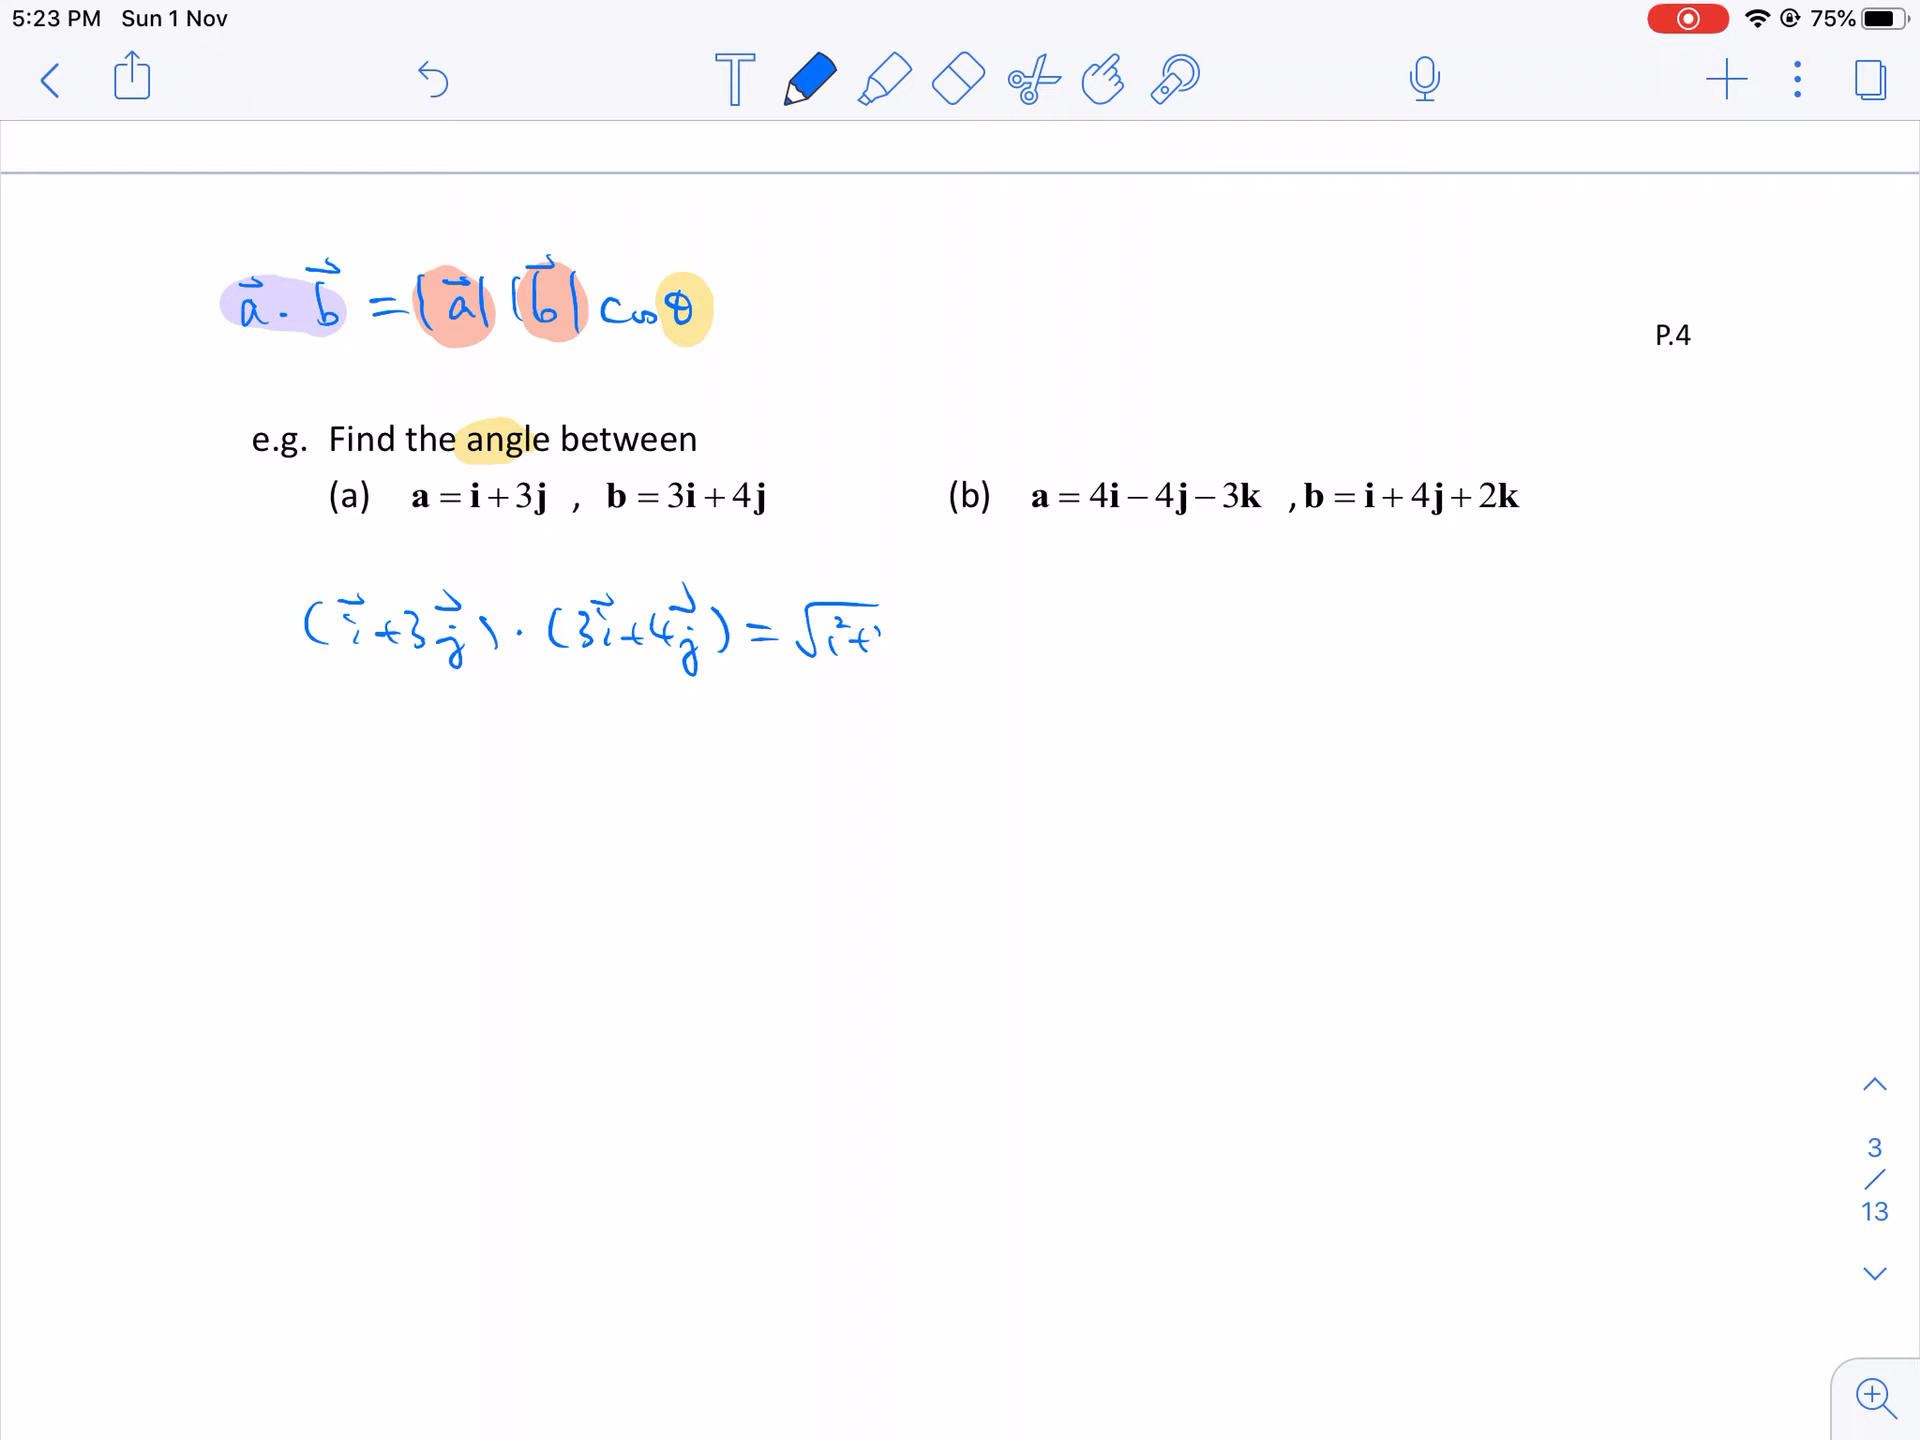 5:23 PM Sun 1 Nov 75%
T
a⃗ · b⃗ = |a⃗| |b⃗| cos θ
P.4
e.g. Find the angle between
(a) a = i + 3j , b = 3i + 4j (b) a = 4i − 4j − 3k , b = i + 4j + 2k
(i⃗ + 3j⃗) · (3i⃗ + 4j⃗) = √1² +
3
/
13